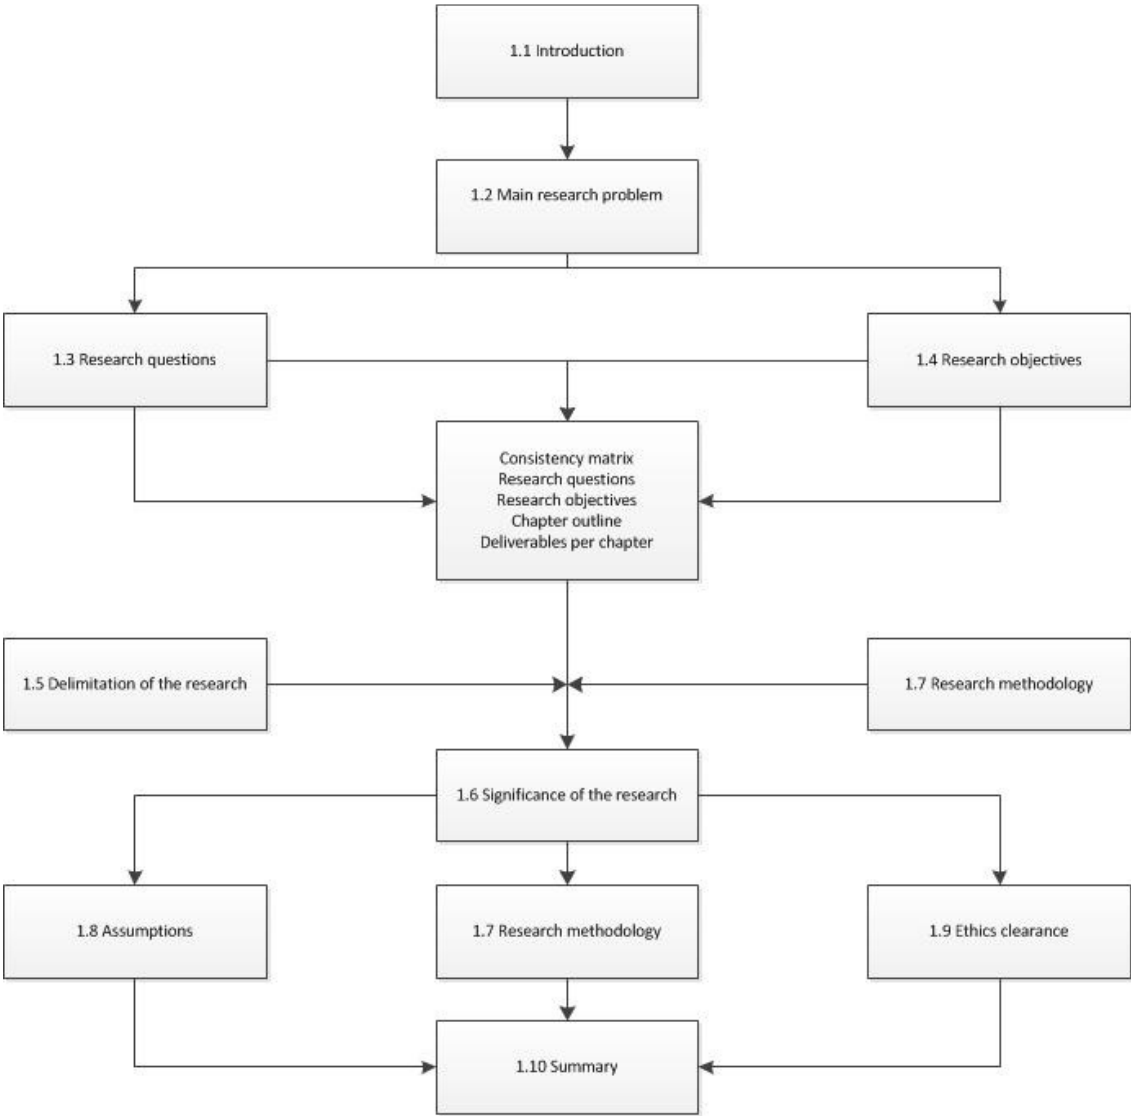 1.1 Introduction
1.2 Main research problem
1.3 Research questions
1.4 Research objectives
Consistency matrix
Research questions
Research objectives
Chapter outline
Deliverables per chapter
1.5 Delimitation of the research
1.7 Research methodology
1.6 Significance of the research
1.8 Assumptions
1.7 Research methodology
1.9 Ethics clearance
1.10 Summary